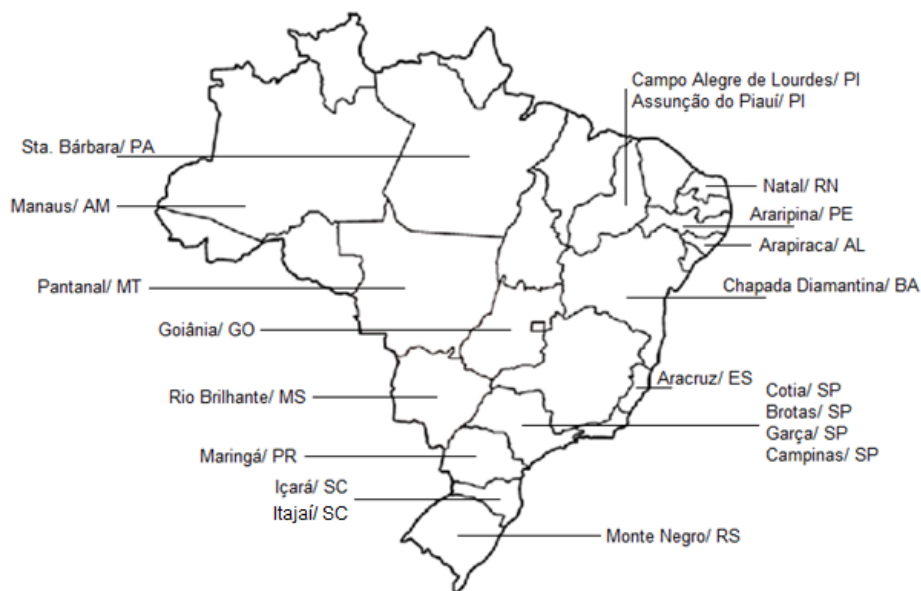 Campo Alegre de Lourdes/ PI
Assunção do Piauí/ PI
Sta. Bárbara/ PA
Natal/ RN
Manaus/ AM
Araripina/ PE
Arapiraca/ AL
Pantanal/ MT
Chapada Diamantina/ BA
Goiânia/ GO
Aracruz/ ES
Rio Brilhante/ MS
Cotia/ SP
Brotas/ SP
Garça/ SP
Campinas/ SP
Maringá/ PR
Içará/ SC
Itajaí/ SC
Monte Negro/ RS